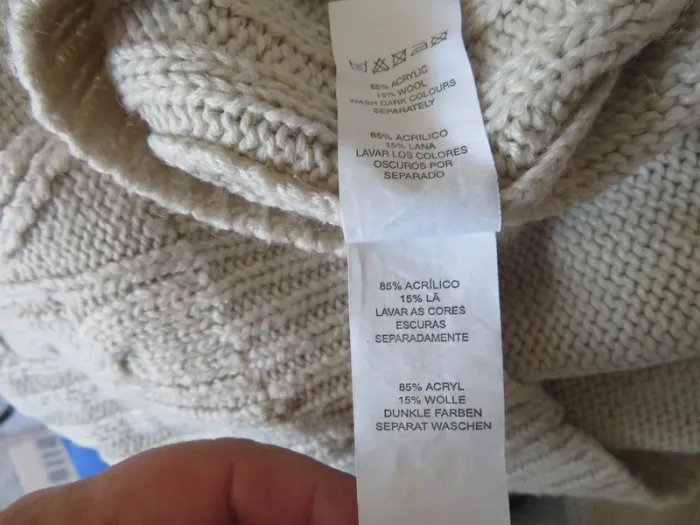 85% ACRYLIC
15% WOOL
WASH DARK COLOURS
SEPARATELY
85% ACRILICO
15% LANA
LAVAR LOS COLORES
OSCUROS POR
SEPARADO
85% ACRÍLICO
15% LÃ
LAVAR AS CORES
ESCURAS
SEPARADAMENTE
85% ACRYL
15% WOLLE
DUNKLE FARBEN
SEPARAT WASCHEN